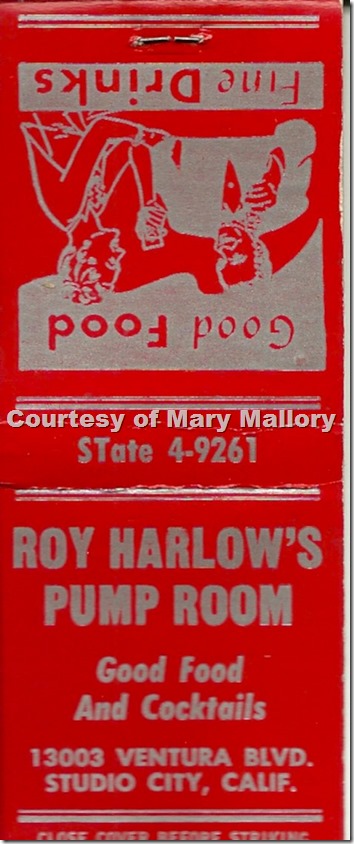 Fine Drinks
Good Food
Courtesy of Mary Mallory
STate 4-9261
ROY HARLOW'S
PUMP ROOM
Good Food
And Cocktails
13003 VENTURA BLVD.
STUDIO CITY, CALIF.
CLOSE COVER BEFORE STRIKING